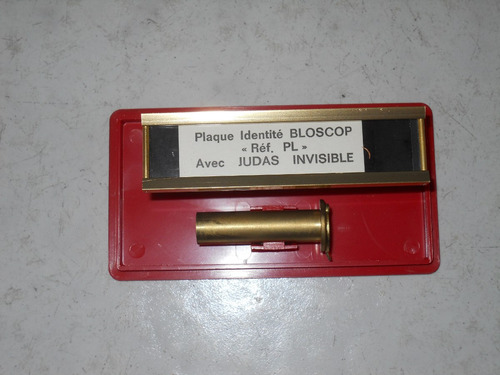 Plaque Identité BLOSCOP
« Réf. PL »
Avec JUDAS INVISIBLE